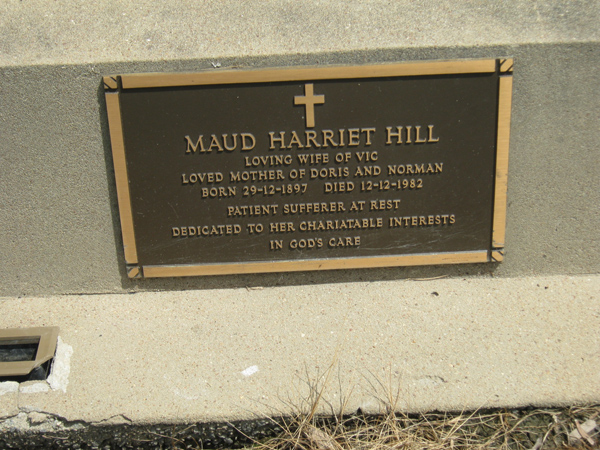 MAUD HARRIET HILL
LOVING WIFE OF VIC
LOVED MOTHER OF DORIS AND NORMAN
BORN 29-12-1897 DIED 12-12-1982
PATIENT SUFFERER AT REST
DEDICATED TO HER CHARIATABLE INTERESTS
IN GOD'S CARE